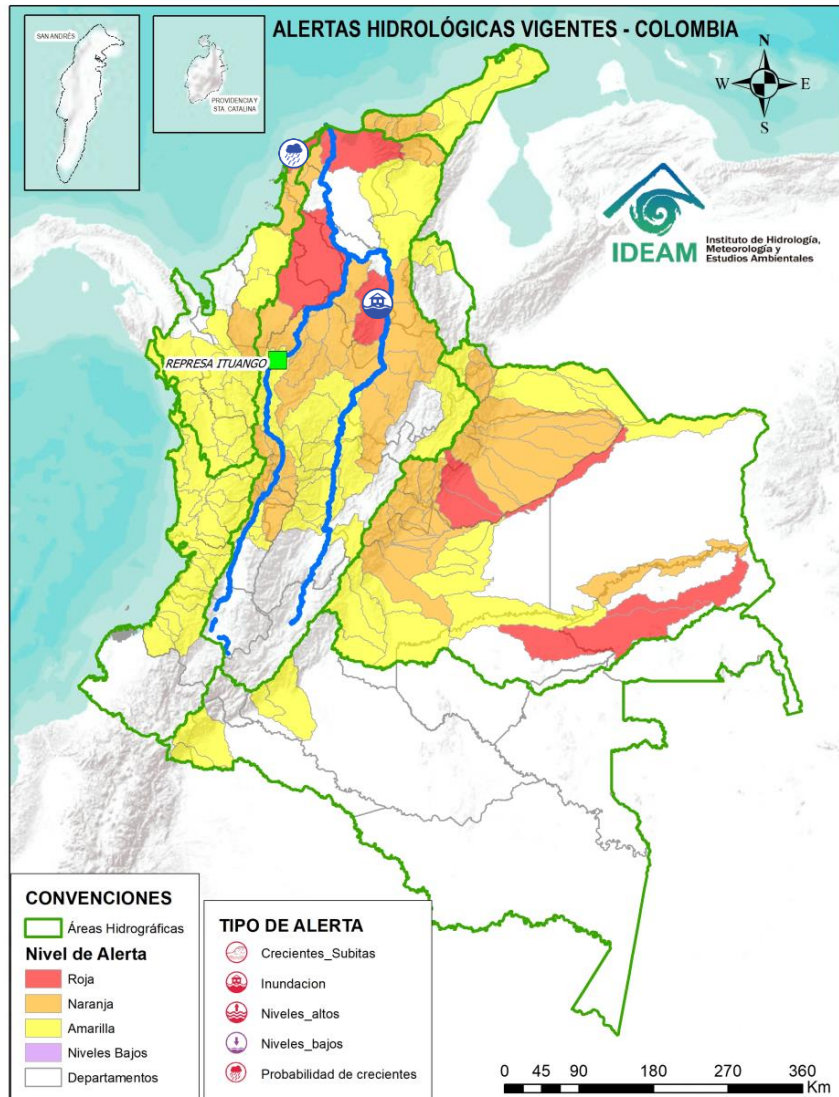 ALERTAS HIDROLÓGICAS VIGENTES - COLOMBIA
SAN ANDRÉS
PROVIDENCIA Y
STA. CATALINA
N
W
E
S
IDEAM
Instituto de Hidrología,
Meteorología y
Estudios Ambientales
REPRESA ITUANGO
CONVENCIONES
Áreas Hidrográficas
Nivel de Alerta
Roja
Naranja
Amarilla
Niveles Bajos
Departamentos
TIPO DE ALERTA
Crecientes_Subitas
Inundacion
Niveles_altos
Niveles_bajos
Probabilidad de crecientes
0 45 90 180 270 360
Km